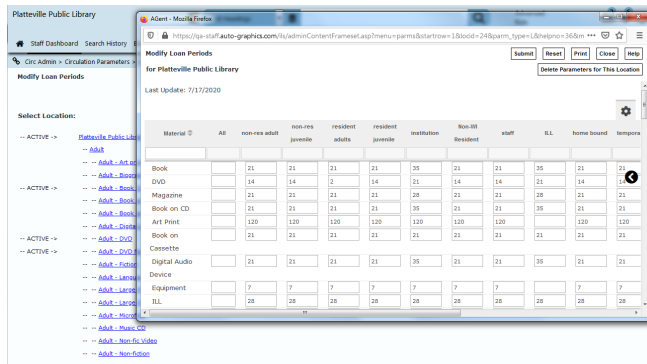 Platteville Public Library
Staff Dashboard Search History
Circ Admin > Circulation Parameters >
Modify Loan Periods
Select Location:
-- ACTIVE -> Platteville Public Libr
-- Adult
-- -- Adult - Art pr
-- -- Adult - Biogra
-- ACTIVE -> -- -- Adult - Book
-- -- Adult - Book
-- -- Adult - Digita
-- ACTIVE -> -- -- Adult - DVD
-- ACTIVE -> -- -- Adult - DVD
-- -- Adult - Fiction
-- -- Adult - Langu
-- -- Adult - Large
-- -- Adult - Large
-- -- Adult - Microf
-- -- Adult - Music CD
-- -- Adult - Non-fic Video
-- -- Adult - Non-fiction
AGent - Mozilla Firefox
https://qa-staff.auto-graphics.com/ils/adminContentFrameset.asp?menu=parms&startrow=1&locid=24&parm_type=L&helpno=36&m
Modify Loan Periods
Submit Reset Print Close Help
for Platteville Public Library
Delete Parameters for This Location
Last Update: 7/17/2020
Material All non-res adult non-res juvenile resident adults resident juvenile institution Non-WI Resident staff ILL home bound tempora
Book 21 21 21 21 35 21 21 35 21 21
DVD 14 14 2 14 21 14 14 21 14 14
Magazine 21 21 21 21 28 21 21 28 21 21
Book on CD 21 21 21 21 35 21 21 35 21 21
Art Print 120 120 120 120 120 120 120 120 120
Book on Cassette 21 21 21 21 21 21 21 21 21 21
Digital Audio Device 21 21 21 21 35 21 21 21 21 21
Equipment 7 7 7 7 7 7 7 7 7
ILL 28 28 28 28 28 28 28 28 28 28